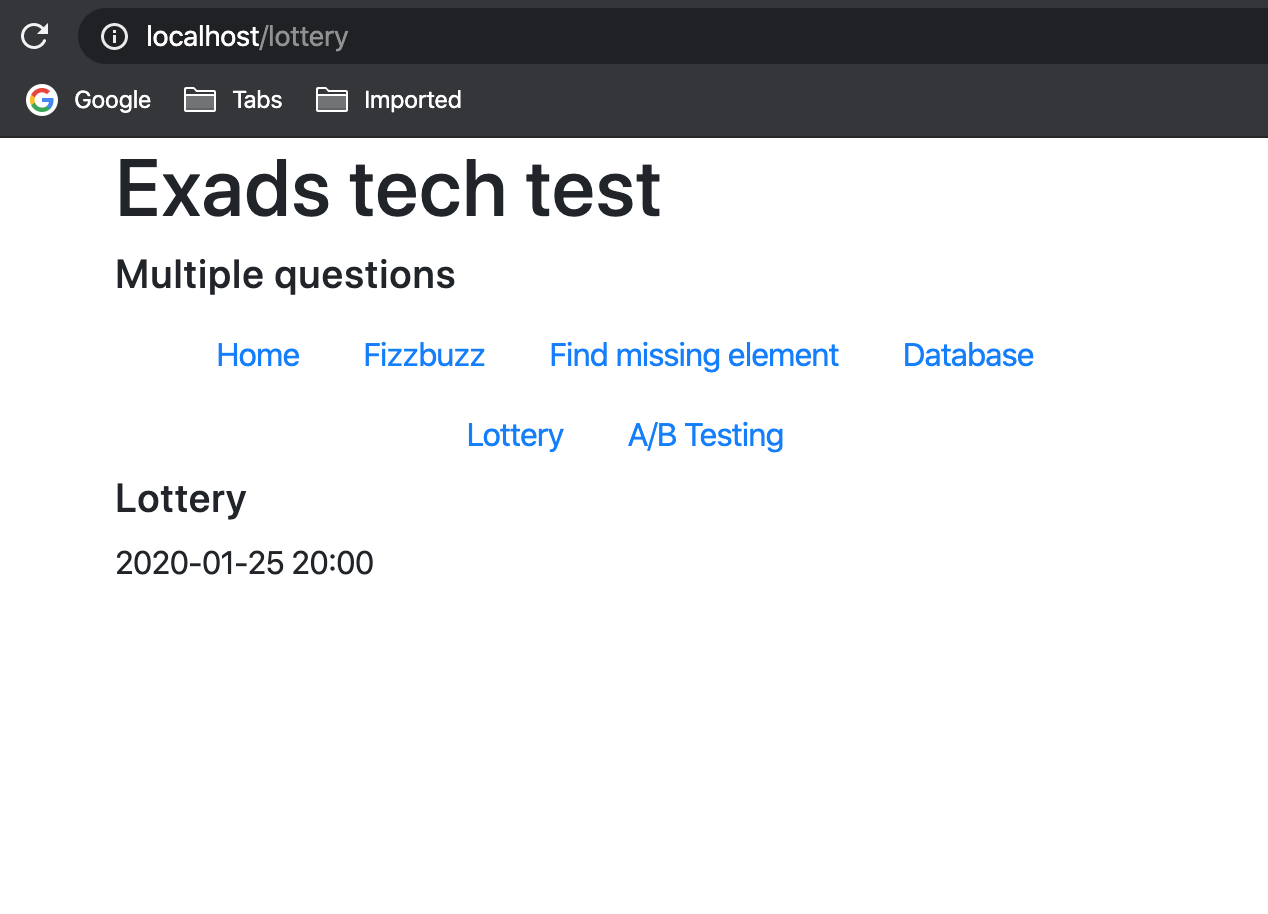 localhost/lottery
Google Tabs Imported
Exads tech test
Multiple questions
Home Fizzbuzz Find missing element Database
Lottery A/B Testing
Lottery
2020-01-25 20:00